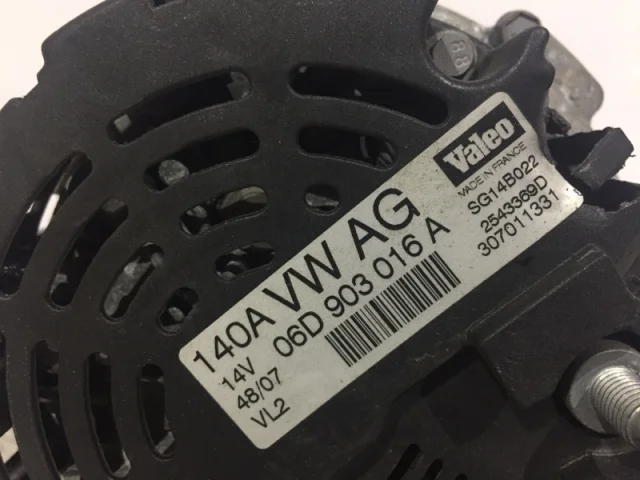 Valeo
MADE IN FRANCE
140A VW AG
SG14B022
14V 06D 903 016 A
2543369D
48/07
307011331
VL2